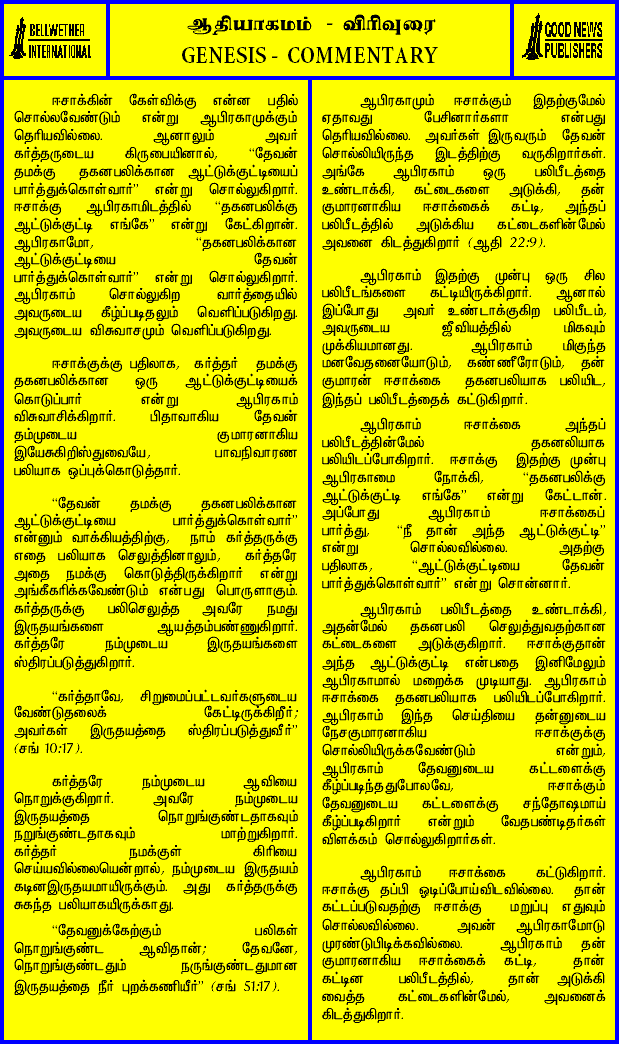 BELLWETHER
INTERNATIONAL
ஆதியாகமம் - விரிவுரை
GENESIS - COMMENTARY
GOOD NEWS
PUBLISHERS
ஈசாக்கின் கேள்விக்கு என்ன பதில்
சொல்லவேண்டும் என்று ஆபிரகாமுக்கும்
தெரியவில்லை. ஆனாலும் அவர்
கர்த்தருடைய கிருபையினால், “தேவன்
தமக்கு தகனபலிக்கான ஆட்டுக்குட்டியைப்
பார்த்துக்கொள்வார்” என்று சொல்லுகிறார்.
ஈசாக்கு ஆபிரகாமிடத்தில் “தகனபலிக்கு
ஆட்டுக்குட்டி எங்கே” என்று கேட்கிறான்.
ஆபிரகாமோ, “தகனபலிக்கான
ஆட்டுக்குட்டியை தேவன்
பார்த்துக்கொள்வார்” என்று சொல்லுகிறார்.
ஆபிரகாம் சொல்லுகிற வார்த்தையில்
அவருடைய கீழ்ப்படிதலும் வெளிப்படுகிறது.
அவருடைய விசுவாசமும் வெளிப்படுகிறது.
ஈசாக்குக்கு பதிலாக, கர்த்தர் தமக்கு
தகனபலிக்கான ஒரு ஆட்டுக்குட்டியைக்
கொடுப்பார் என்று ஆபிரகாம்
விசுவாசிக்கிறார். பிதாவாகிய தேவன்
தம்முடைய குமாரனாகிய
இயேசுகிறிஸ்துவையே, பாவநிவாரண
பலியாக ஒப்புக்கொடுத்தார்.
“தேவன் தமக்கு தகனபலிக்கான
ஆட்டுக்குட்டியை பார்த்துக்கொள்வார்”
என்னும் வாக்கியத்திற்கு, நாம் கர்த்தருக்கு
எதை பலியாக செலுத்தினாலும், கர்த்தரே
அதை நமக்கு கொடுத்திருக்கிறார் என்று
அங்கீகரிக்கவேண்டும் என்பது பொருளாகும்.
கர்த்தருக்கு பலிசெலுத்த அவரே நமது
இருதயங்களை ஆயத்தம்பண்ணுகிறார்.
கர்த்தரே நம்முடைய இருதயங்களை
ஸ்திரப்படுத்துகிறார்.
“கர்த்தாவே, சிறுமைப்பட்டவர்களுடைய
வேண்டுதலைக் கேட்டிருக்கிறீர்;
அவர்கள் இருதயத்தை ஸ்திரப்படுத்துவீர்”
(சங் 10:17).
கர்த்தரே நம்முடைய ஆவியை
நொறுக்குகிறார். அவரே நம்முடைய
இருதயத்தை நொறுங்குண்டதாகவும்
நறுங்குண்டதாகவும் மாற்றுகிறார்.
கர்த்தர் நமக்குள் கிரியை
செய்யவில்லையென்றால், நம்முடைய இருதயம்
கடினஇருதயமாயிருக்கும். அது கர்த்தருக்கு
சுகந்த பலியாகயிருக்காது.
“தேவனுக்கேற்கும் பலிகள்
நொறுங்குண்ட ஆவிதான்; தேவனே,
நொறுங்குண்டதும் நருங்குண்டதுமான
இருதயத்தை நீர் புறக்கணியீர்” (சங் 51:17).
ஆபிரகாமும் ஈசாக்கும் இதற்குமேல்
ஏதாவது பேசினார்களா என்பது
தெரியவில்லை. அவர்கள் இருவரும் தேவன்
சொல்லியிருந்த இடத்திற்கு வருகிறார்கள்.
அங்கே ஆபிரகாம் ஒரு பலிபீடத்தை
உண்டாக்கி, கட்டைகளை அடுக்கி, தன்
குமாரனாகிய ஈசாக்கைக் கட்டி, அந்தப்
பலிபீடத்தில் அடுக்கிய கட்டைகளின்மேல்
அவனை கிடத்துகிறார் (ஆதி 22:9).
ஆபிரகாம் இதற்கு முன்பு ஒரு சில
பலிபீடங்களை கட்டியிருக்கிறார். ஆனால்
இப்போது அவர் உண்டாக்குகிற பலிபீடம்,
அவருடைய ஜீவியத்தில் மிகவும்
முக்கியமானது. ஆபிரகாம் மிகுந்த
மனவேதனையோடும், கண்ணீரோடும், தன்
குமாரன் ஈசாக்கை தகனபலியாக பலியிட,
இந்தப் பலிபீடத்தைக் கட்டுகிறார்.
ஆபிரகாம் ஈசாக்கை அந்தப்
பலிபீடத்தின்மேல் தகனலியாக
பலியிடப்போகிறார். ஈசாக்கு இதற்கு முன்பு
ஆபிரகாமை நோக்கி, “தகனபலிக்கு
ஆட்டுக்குட்டி எங்கே” என்று கேட்டான்.
அப்போது ஆபிரகாம் ஈசாக்கைப்
பார்த்து, “நீ தான் அந்த ஆட்டுக்குட்டி”
என்று சொல்லவில்லை. அதற்கு
பதிலாக, “ஆட்டுக்குட்டியை தேவன்
பார்த்துக்கொள்வார்” என்று சொன்னார்.
ஆபிரகாம் பலிபீடத்தை உண்டாக்கி,
அதன்மேல் தகனபலி செலுத்துவதற்கான
கட்டைகளை அடுக்குகிறார். ஈசாக்குதான்
அந்த ஆட்டுக்குட்டி என்பதை இனிமேலும்
ஆபிரகாமால் மறைக்க முடியாது. ஆபிரகாம்
ஈசாக்கை தகனபலியாக பலியிடப்போகிறார்.
ஆபிரகாம் இந்த செய்தியை தன்னுடைய
நேசகுமாரனாகிய ஈசாக்குக்கு
சொல்லியிருக்கவேண்டும் என்றும்,
ஆபிரகாம் தேவனுடைய கட்டளைக்கு
கீழ்ப்படிந்ததுபோலவே, ஈசாக்கும்
தேவனுடைய கட்டளைக்கு சந்தோஷமாய்
கீழ்ப்படிகிறார் என்றும் வேதபண்டிதர்கள்
விளக்கம் சொல்லுகிறார்கள்.
ஆபிரகாம் ஈசாக்கை கட்டுகிறார்.
ஈசாக்கு தப்பி ஓடிப்போய்விடவில்லை. தான்
கட்டப்படுவதற்கு ஈசாக்கு மறுப்பு எதுவும்
சொல்லவில்லை. அவன் ஆபிரகாமோடு
முரண்டுபிடிக்கவில்லை. ஆபிரகாம் தன்
குமாரனாகிய ஈசாக்கைக் கட்டி, தான்
கட்டின பலிபீடத்தில், தான் அடுக்கி
வைத்த கட்டைகளின்மேல், அவனைக்
கிடத்துகிறார்.